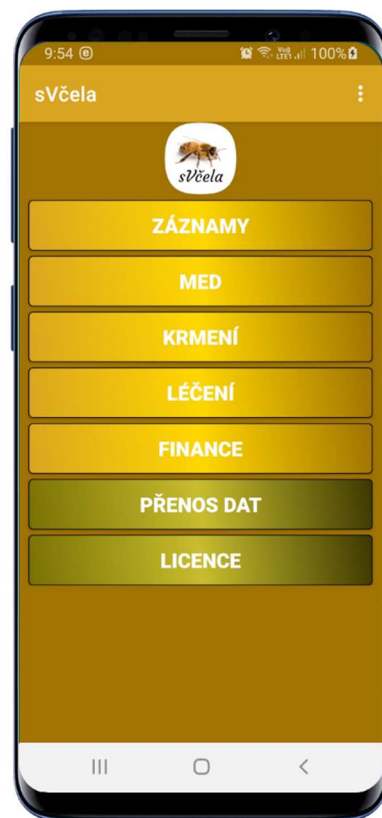 9:54 100%
sVčela
sVčela
ZÁZNAMY
MED
KRMENÍ
LÉČENÍ
FINANCE
PŘENOS DAT
LICENCE